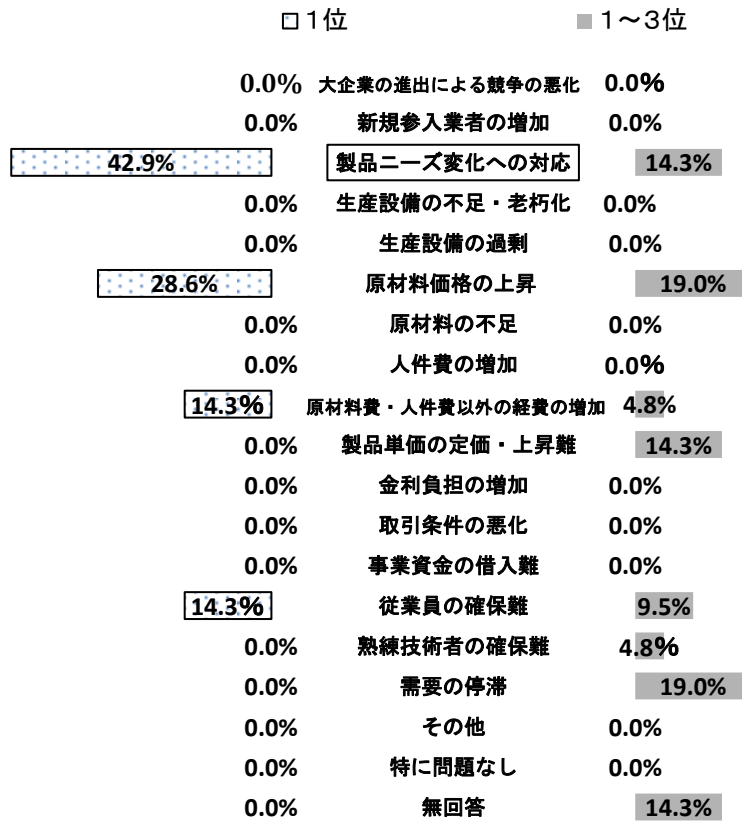 1位 1～3位
0.0% 大企業の進出による競争の悪化 0.0%
0.0% 新規参入業者の増加 0.0%
42.9% 製品ニーズ変化への対応 14.3%
0.0% 生産設備の不足・老朽化 0.0%
0.0% 生産設備の過剰 0.0%
28.6% 原材料価格の上昇 19.0%
0.0% 原材料の不足 0.0%
0.0% 人件費の増加 0.0%
14.3% 原材料費・人件費以外の経費の増加 4.8%
0.0% 製品単価の定価・上昇難 14.3%
0.0% 金利負担の増加 0.0%
0.0% 取引条件の悪化 0.0%
0.0% 事業資金の借入難 0.0%
14.3% 従業員の確保難 9.5%
0.0% 熟練技術者の確保難 4.8%
0.0% 需要の停滞 19.0%
0.0% その他 0.0%
0.0% 特に問題なし 0.0%
0.0% 無回答 14.3%